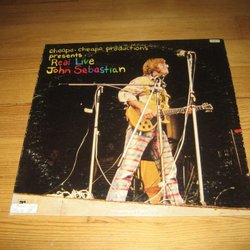 cheapo-cheapo productions
presents
Real Live
John Sebastian